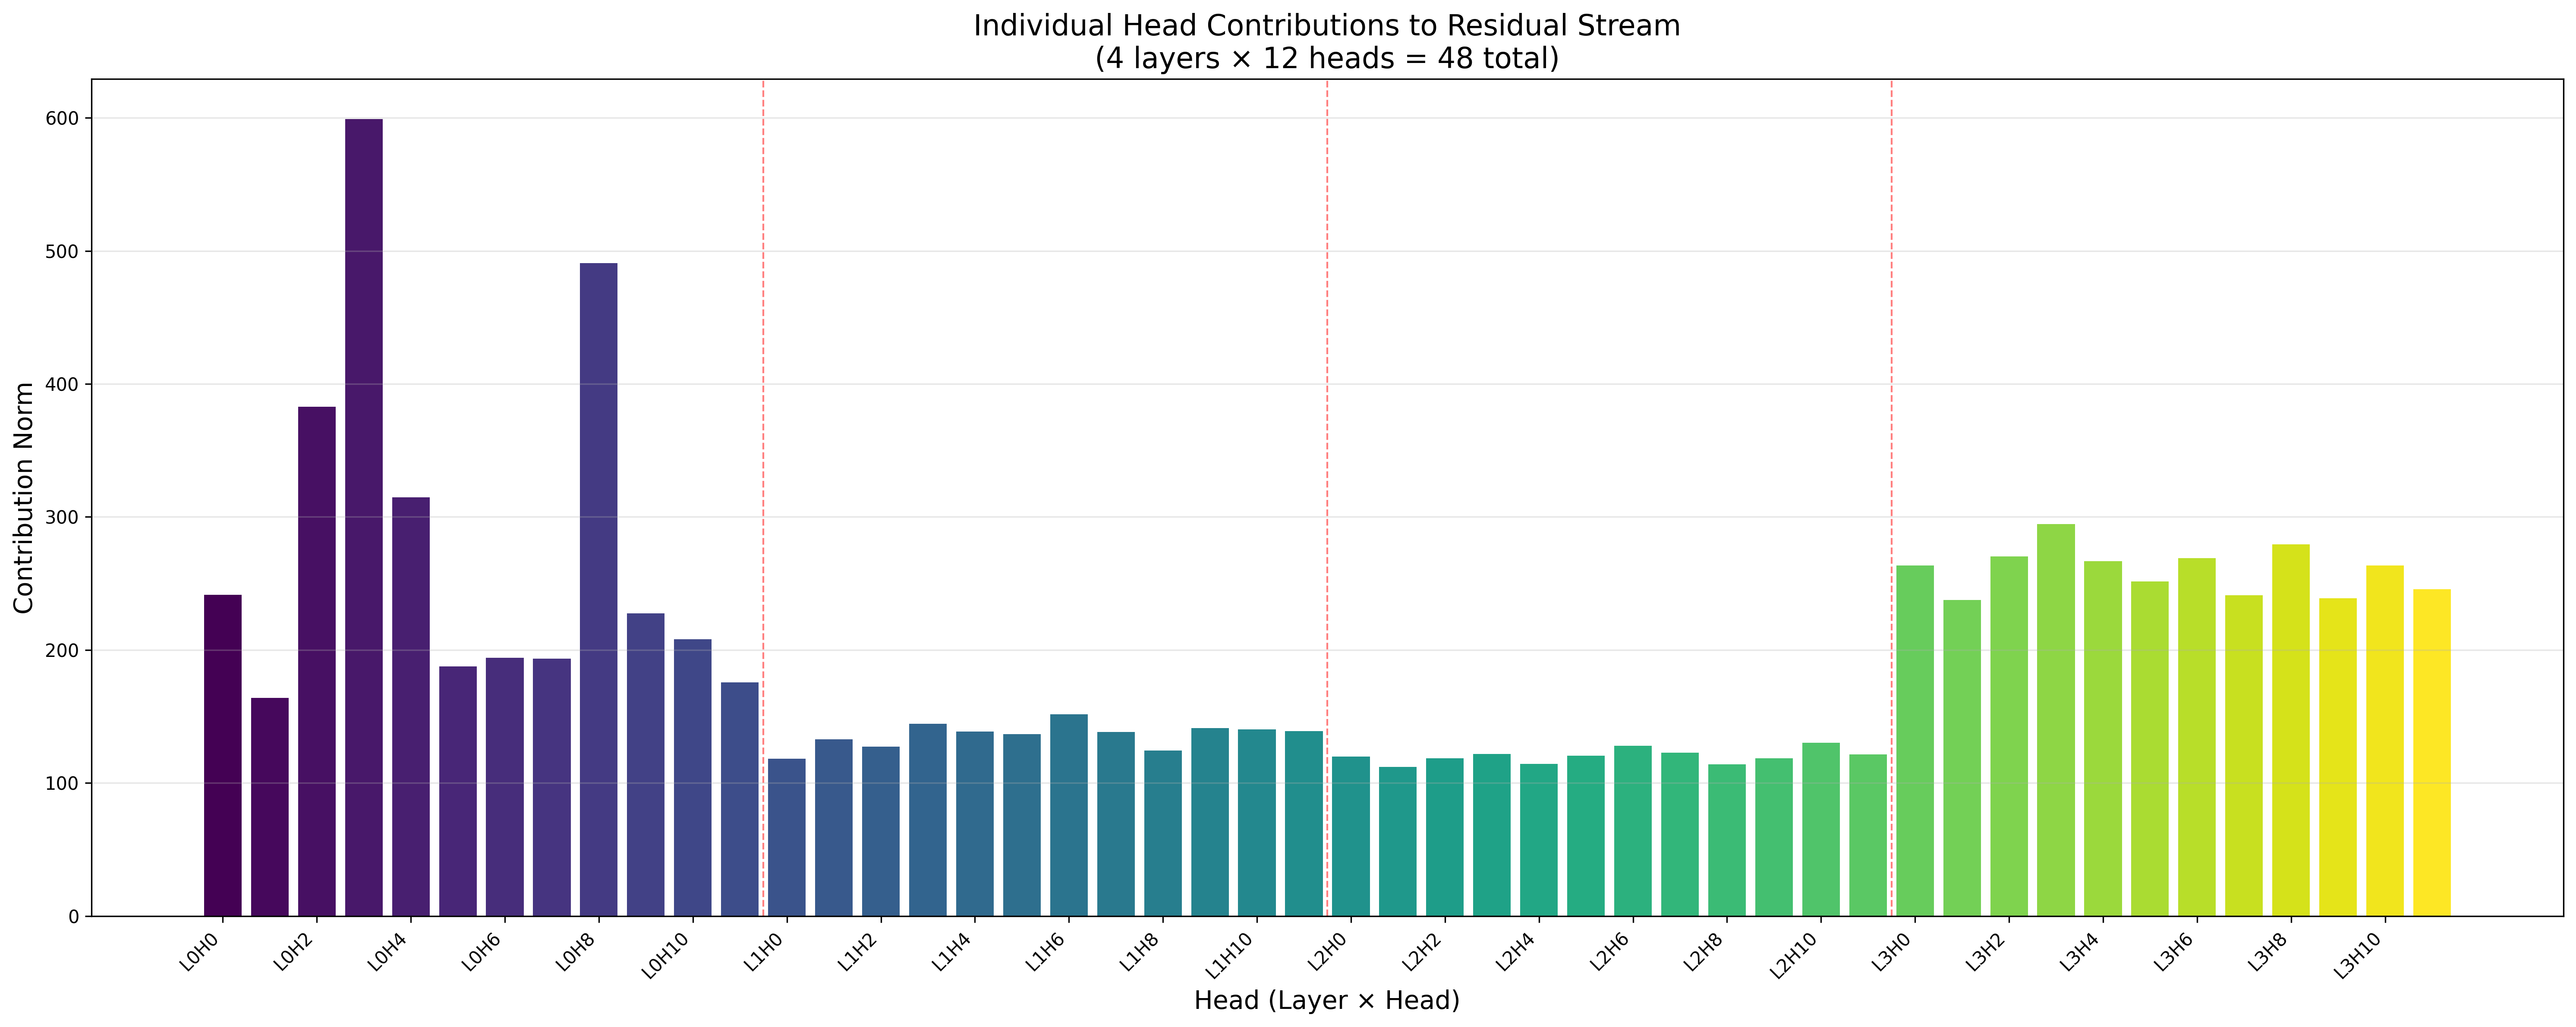 Individual Head Contributions to Residual Stream
(4 layers × 12 heads = 48 total)
600
500
400
300
200
100
0
Contribution Norm
L0H0 L0H2 L0H4 L0H6 L0H8 L0H10 L1H0 L1H2 L1H4 L1H6 L1H8 L1H10 L2H0 L2H2 L2H4 L2H6 L2H8 L2H10 L3H0 L3H2 L3H4 L3H6 L3H8 L3H10
Head (Layer × Head)